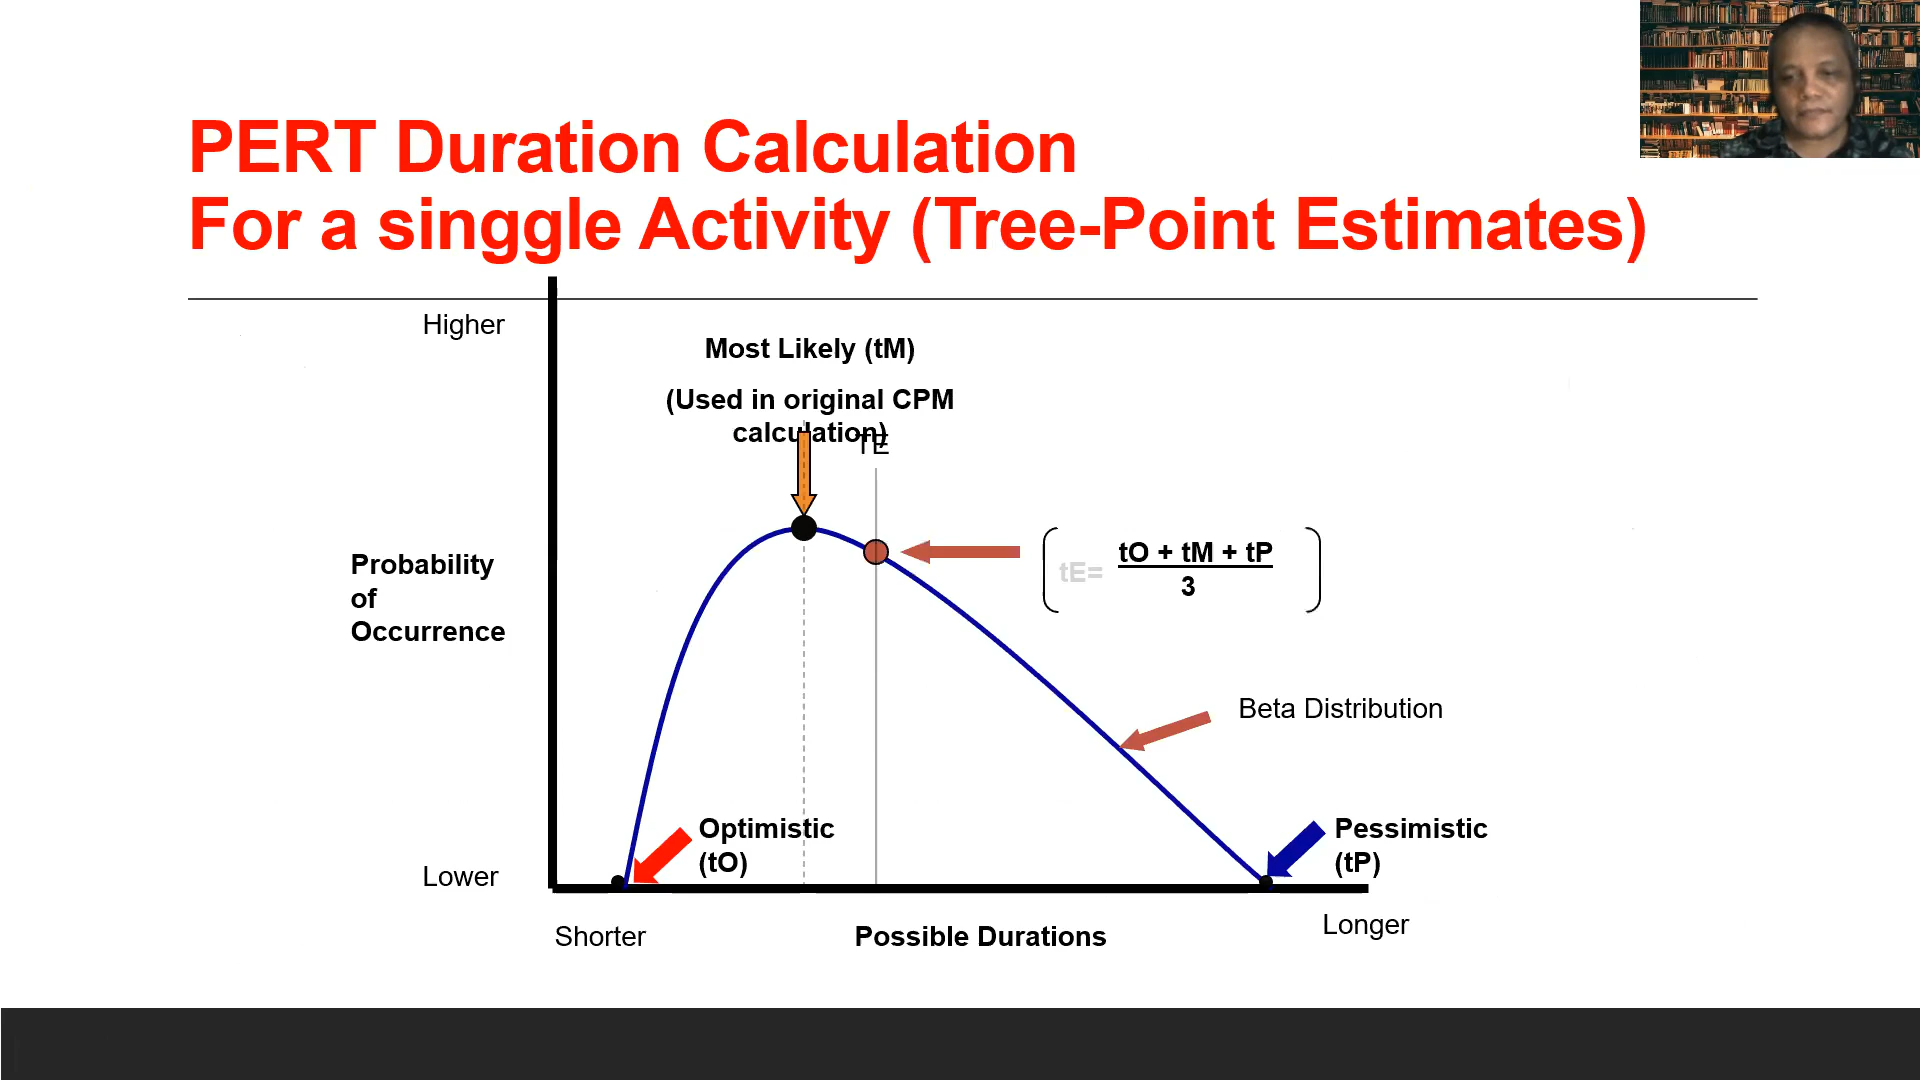 PERT Duration Calculation
For a singgle Activity (Tree-Point Estimates)
Higher
Most Likely (tM)
(Used in original CPM
calculation)
TE
Probability
of
Occurrence
tE=
tO + tM + tP
3
Beta Distribution
Optimistic
(tO)
Pessimistic
(tP)
Lower
Shorter
Possible Durations
Longer